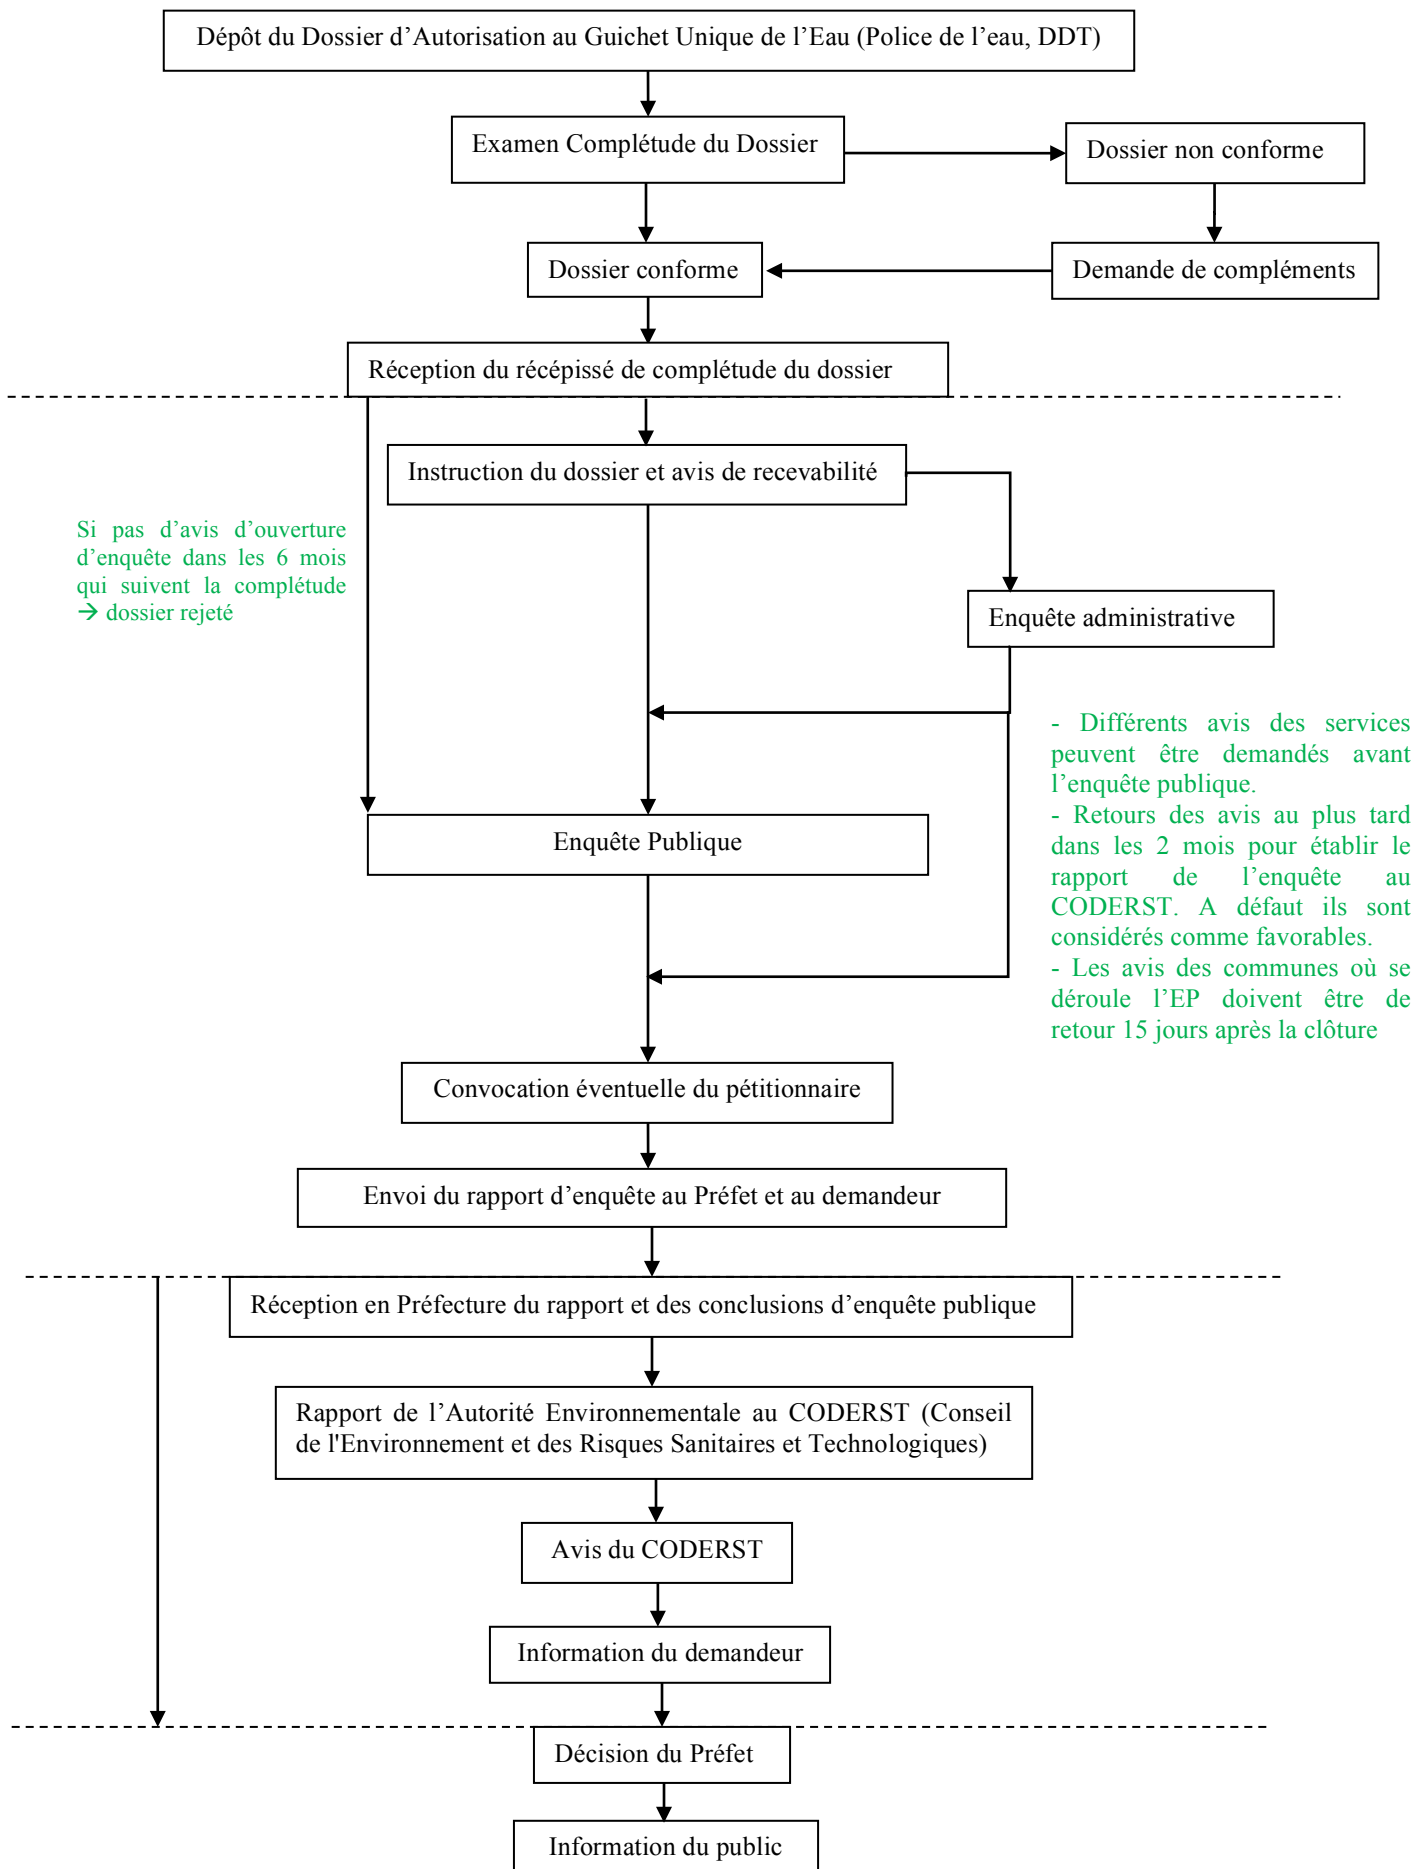 Dépôt du Dossier d’Autorisation au Guichet Unique de l’Eau (Police de l’eau, DDT)
Examen Complétude du Dossier
Dossier non conforme
Dossier conforme
Demande de compléments
Réception du récépissé de complétude du dossier
Instruction du dossier et avis de recevabilité
Si pas d’avis d’ouverture
d’enquête dans les 6 mois
qui suivent la complétude
→ dossier rejeté
Enquête administrative
- Différents avis des services
peuvent être demandés avant
l’enquête publique.
- Retours des avis au plus tard
dans les 2 mois pour établir le
rapport de l’enquête au
CODERST. A défaut ils sont
considérés comme favorables.
- Les avis des communes où se
déroule l’EP doivent être de
retour 15 jours après la clôture
Enquête Publique
Convocation éventuelle du pétitionnaire
Envoi du rapport d’enquête au Préfet et au demandeur
Réception en Préfecture du rapport et des conclusions d’enquête publique
Rapport de l’Autorité Environnementale au CODERST (Conseil
de l'Environnement et des Risques Sanitaires et Technologiques)
Avis du CODERST
Information du demandeur
Décision du Préfet
Information du public